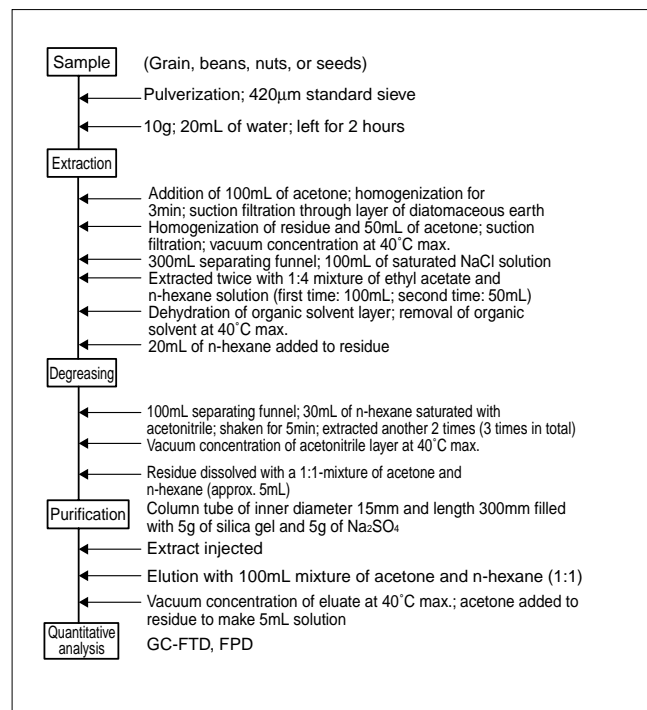 Sample
(Grain, beans, nuts, or seeds)
Pulverization; 420μm standard sieve
10g; 20mL of water; left for 2 hours
Extraction
Addition of 100mL of acetone; homogenization for
3min; suction filtration through layer of diatomaceous earth
Homogenization of residue and 50mL of acetone; suction
filtration; vacuum concentration at 40˚C max.
300mL separating funnel; 100mL of saturated NaCl solution
Extracted twice with 1:4 mixture of ethyl acetate and
n-hexane solution (first time: 100mL; second time: 50mL)
Dehydration of organic solvent layer; removal of organic
solvent at 40˚C max.
20mL of n-hexane added to residue
Degreasing
100mL separating funnel; 30mL of n-hexane saturated with
acetonitrile; shaken for 5min; extracted another 2 times (3 times in total)
Vacuum concentration of acetonitrile layer at 40˚C max.
Residue dissolved with a 1:1-mixture of acetone and
n-hexane (approx. 5mL)
Purification
Column tube of inner diameter 15mm and length 300mm filled
with 5g of silica gel and 5g of Na₂SO₄
Extract injected
Elution with 100mL mixture of acetone and n-hexane (1:1)
Vacuum concentration of eluate at 40˚C max.; acetone added to
residue to make 5mL solution
Quantitative
analysis
GC-FTD, FPD